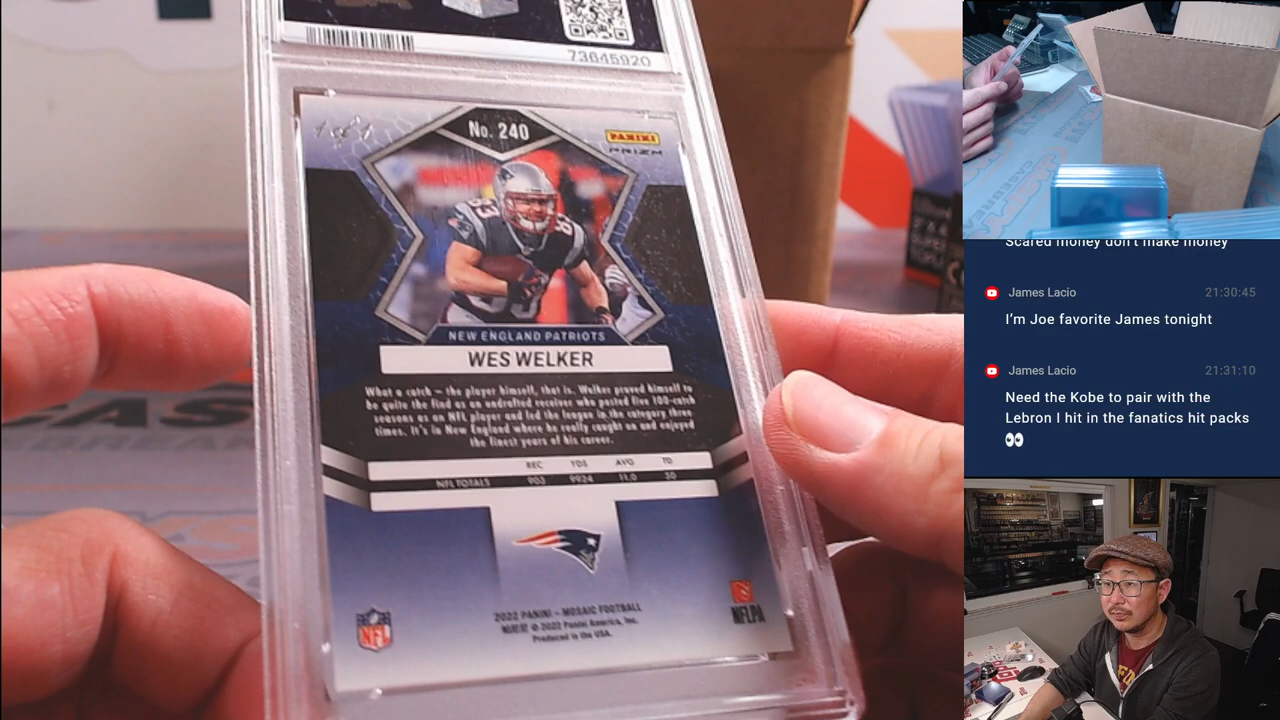 73645920
1 of 1
No. 240
PANINI
PRIZM
83
NEW ENGLAND PATRIOTS
WES WELKER
What a catch — the player himself, that is. Welker proved himself to
be quite the find as an undrafted receiver who posted five 100-catch
seasons as an NFL player and led the league in the category three
times. It's in New England where he really caught on and enjoyed
the finest years of his career.
REC YDS AVG TD
NFL TOTALS 903 9924 11.0 50
2022 PANINI – MOSAIC FOOTBALL
© 2022 Panini America, Inc.
Produced in the USA.
NFL
NFLPA
CAS
Scared money don't make money
James Lacio 21:30:45
I'm Joe favorite James tonight
James Lacio 21:31:10
Need the Kobe to pair with the
Lebron I hit in the fanatics hit packs
👀